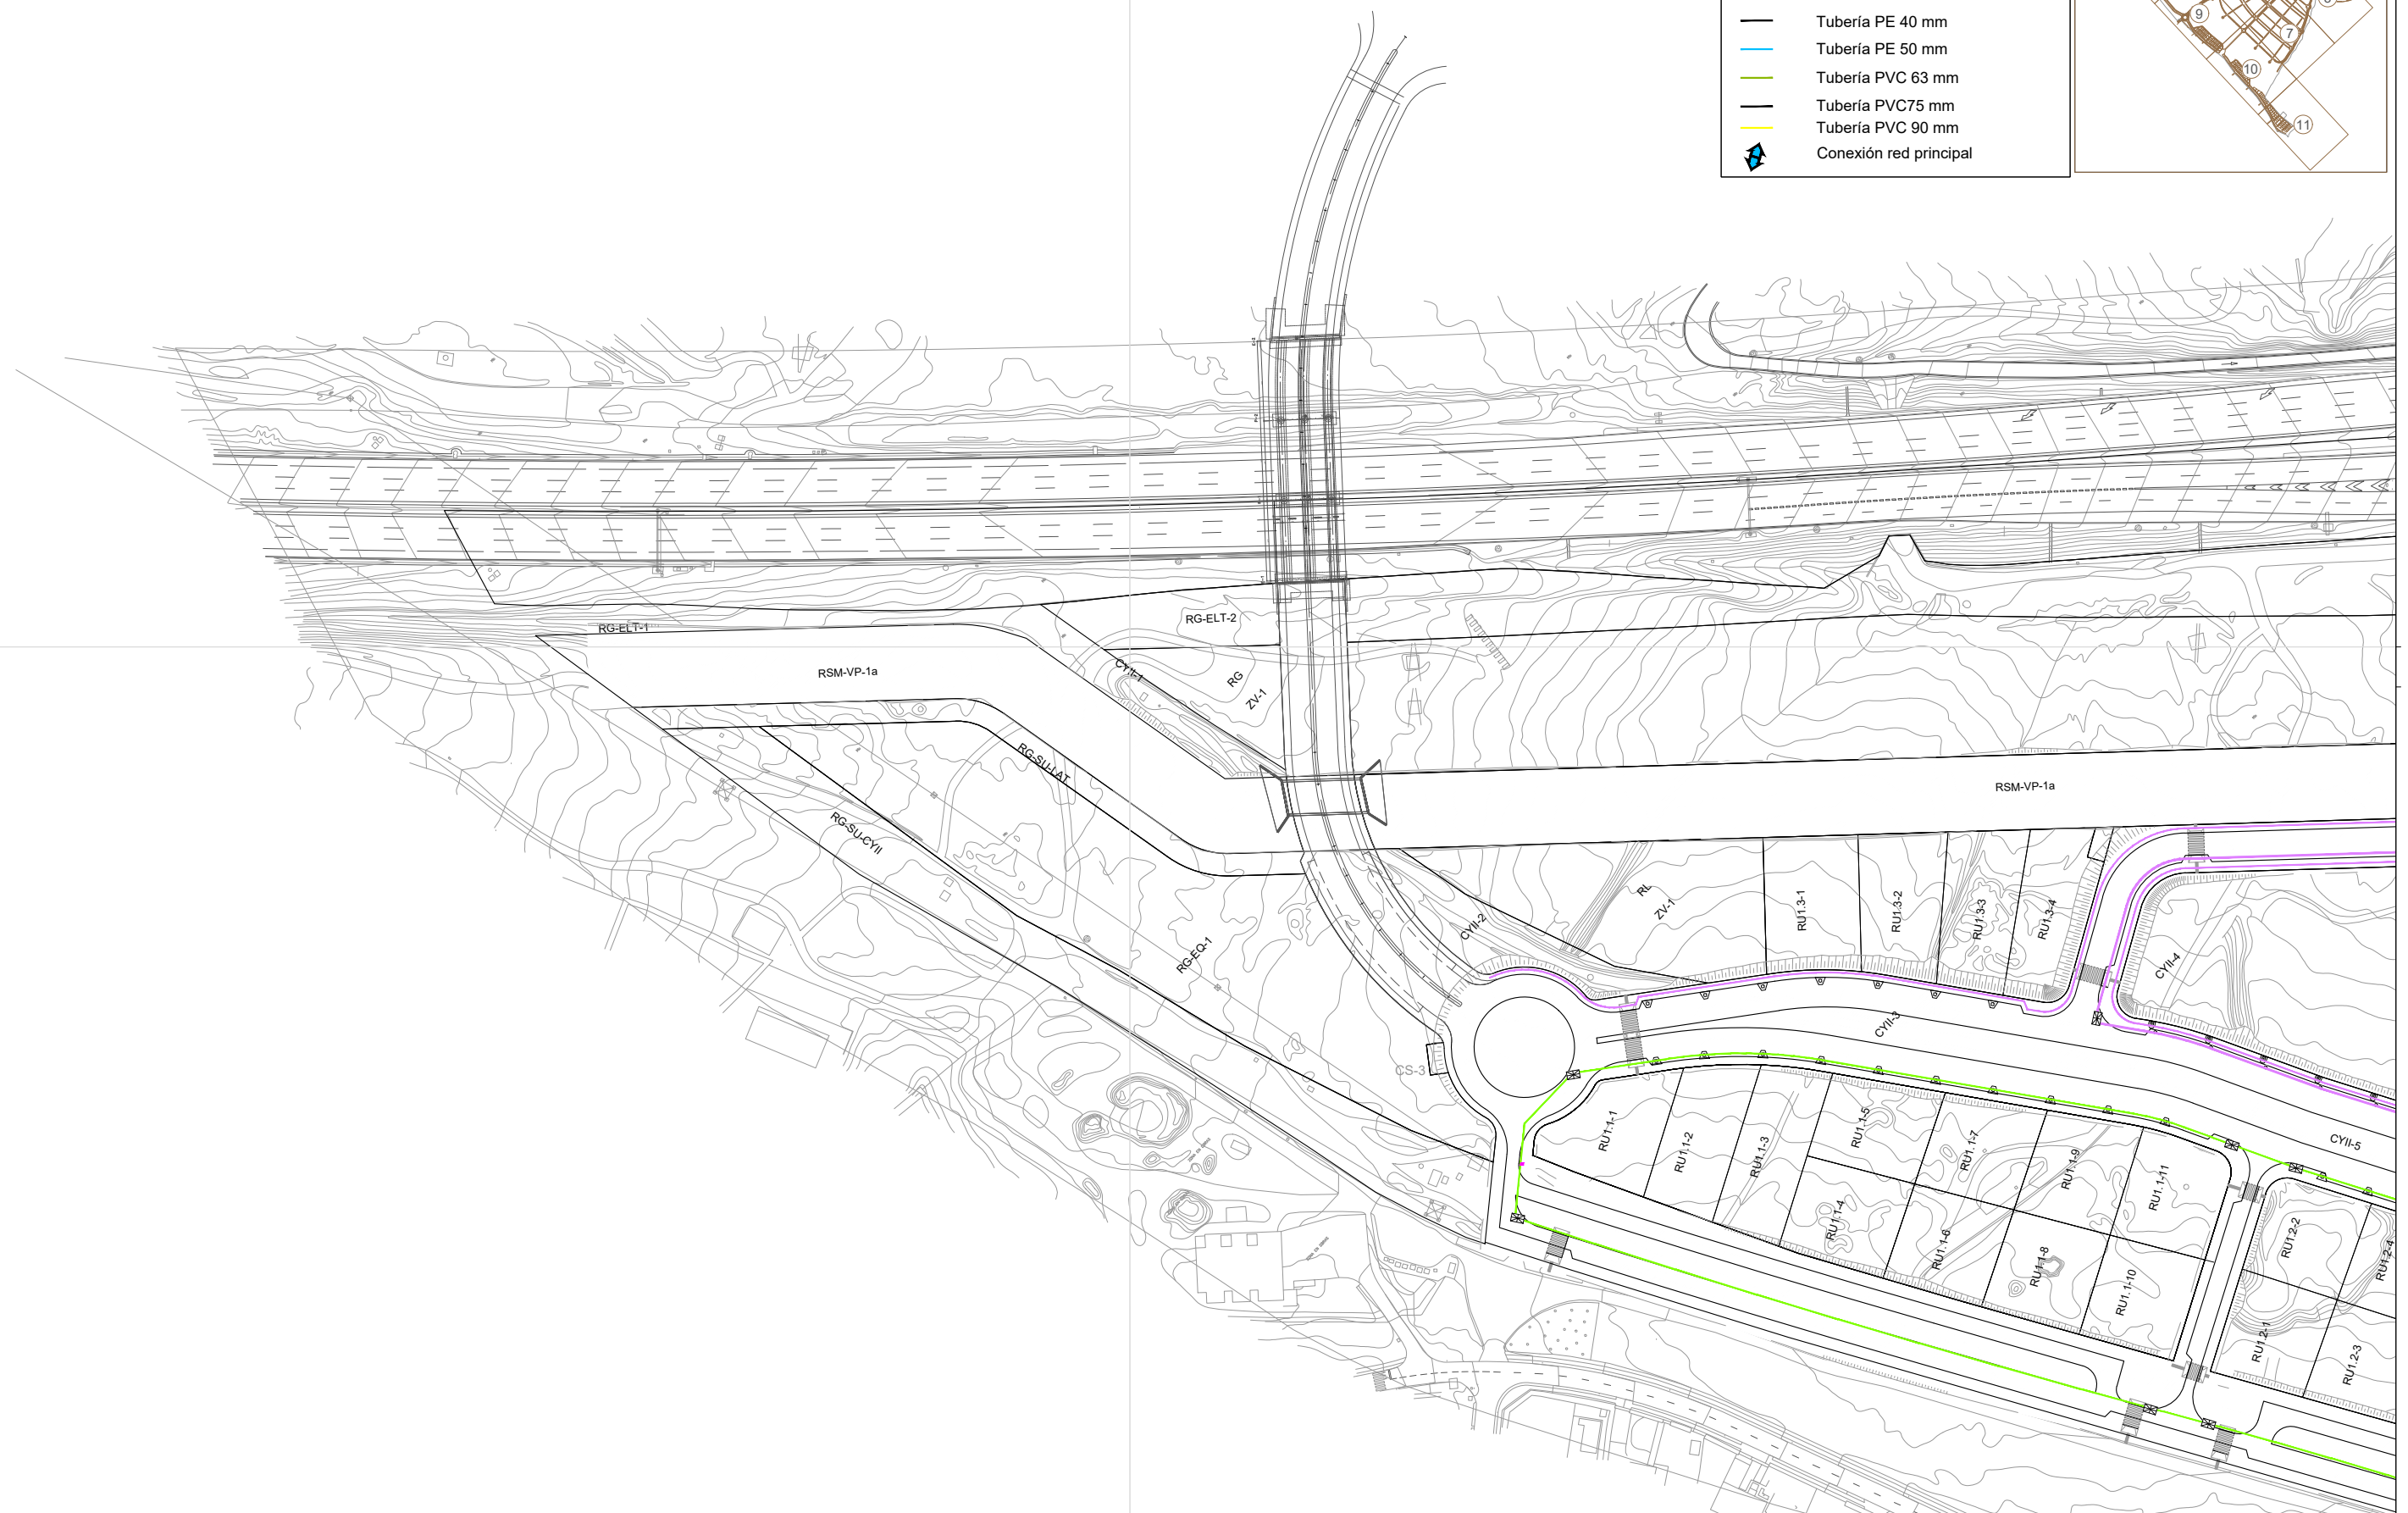 Tubería PE 40 mm
Tubería PE 50 mm
Tubería PVC 63 mm
Tubería PVC75 mm
Tubería PVC 90 mm
Conexión red principal
9
7
10
11
RG-ELT-1
RG-ELT-2
RSM-VP-1a
CYII-1
RG
ZV-1
RG-SU-LAT
RG-SU-CYII
RSM-VP-1a
RG-EQ-1
CYII-2
RL
ZV-1
RU1.3-1
RU1.3-2
RU1.3-3
RU1.3-4
CYII-4
CYII-3
CS-3
CYII-5
RU1.1-1
RU1.1-2
RU1.1-3
RU1.1-5
RU1.1-7
RU1.1-9
RU1.1-11
RU1.1-4
RU1.1-6
RU1.1-8
RU1.1-10
RU1.2-2
RU1.2-4
RU1.2-1
RU1.2-3